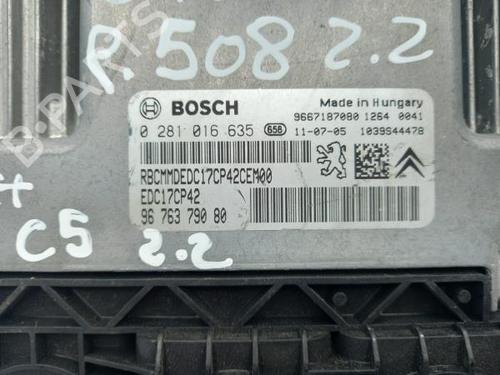 P. 508 2.2
BOSCH
Made in Hungary
9667187080 1264 0041
0 281 016 635 658 11-07-05 1039S44478
RBCMMDEDC17CP42CEM00
EDC17CP42
96 763 790 80
C5 2.2